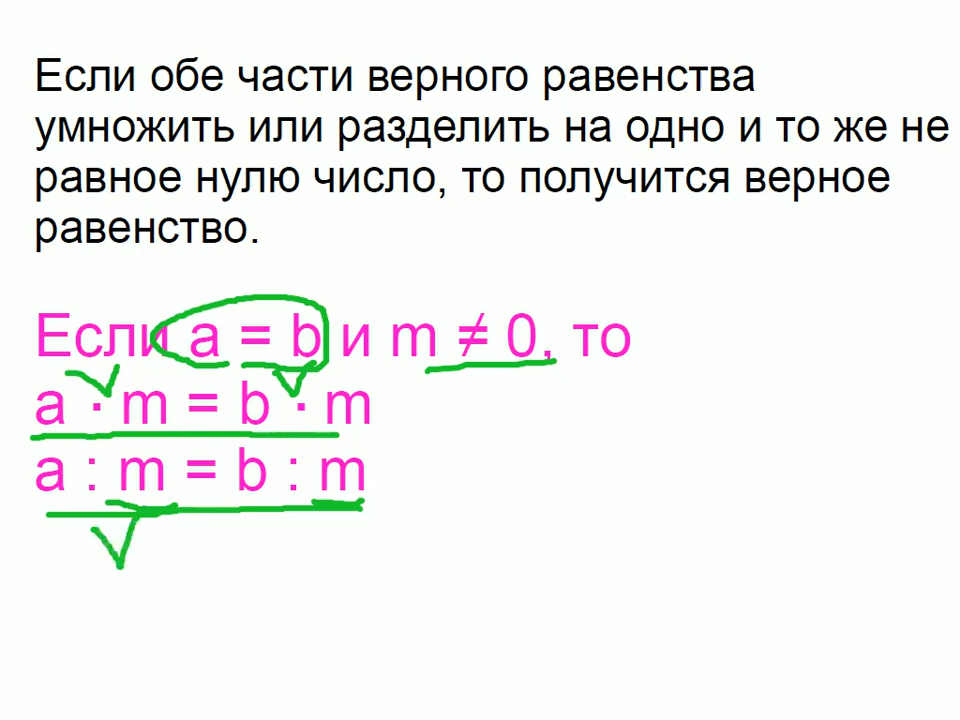 Если обе части верного равенства
умножить или разделить на одно и то же не
равное нулю число, то получится верное
равенство.
Если a = b и m ≠ 0, то
a · m = b · m
a : m = b : m